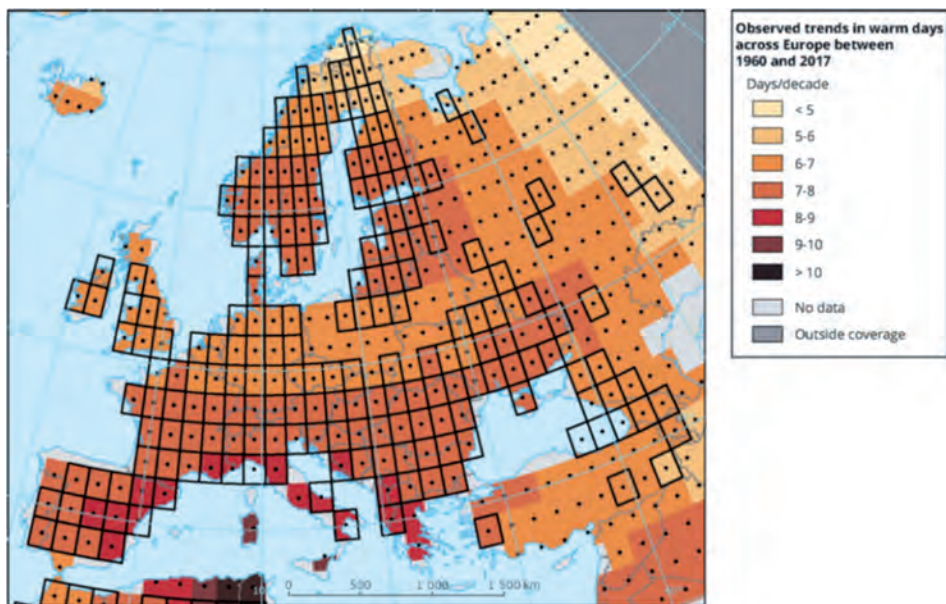 Observed trends in warm days
across Europe between
1960 and 2017
Days/decade
< 5
5-6
6-7
7-8
8-9
9-10
> 10
No data
Outside coverage
0 500 1 000 1 500 km